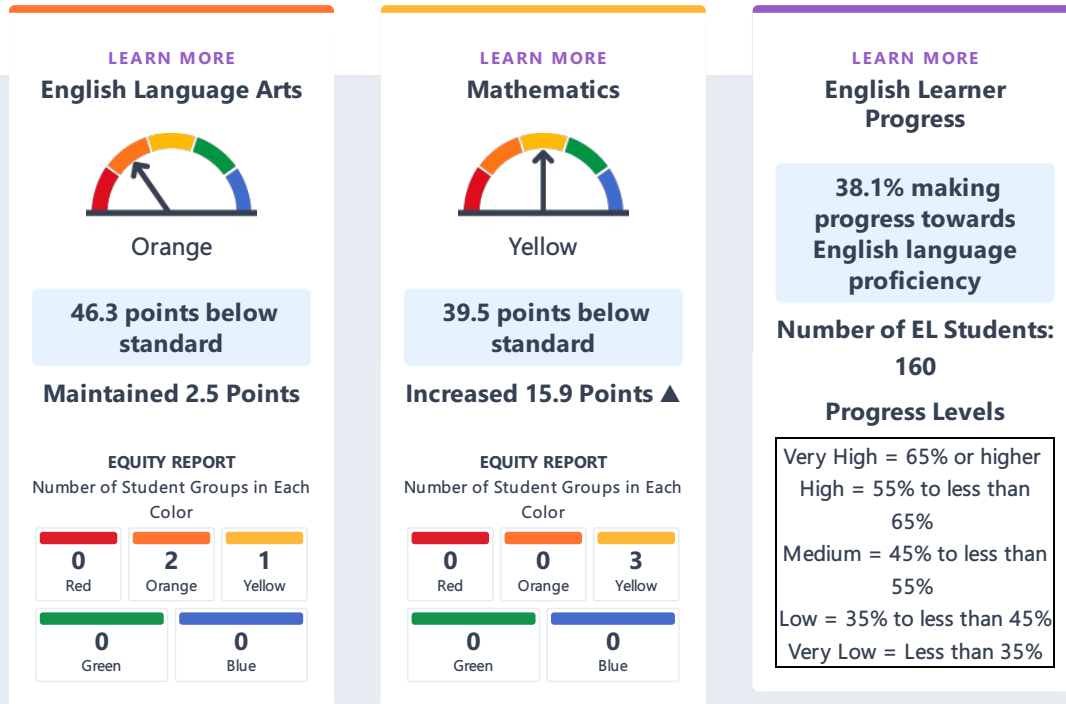 LEARN MORE
English Language Arts
Orange
46.3 points below
standard
Maintained 2.5 Points
EQUITY REPORT
Number of Student Groups in Each
Color
0
Red
2
Orange
1
Yellow
0
Green
0
Blue
LEARN MORE
Mathematics
Yellow
39.5 points below
standard
Increased 15.9 Points ▲
EQUITY REPORT
Number of Student Groups in Each
Color
0
Red
0
Orange
3
Yellow
0
Green
0
Blue
LEARN MORE
English Learner
Progress
38.1% making
progress towards
English language
proficiency
Number of EL Students:
160
Progress Levels
Very High = 65% or higher
High = 55% to less than
65%
Medium = 45% to less than
55%
Low = 35% to less than 45%
Very Low = Less than 35%